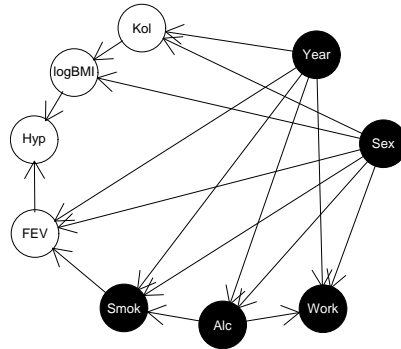 Kol
Year
logBMI
Hyp
Sex
FEV
Smok
Alc
Work